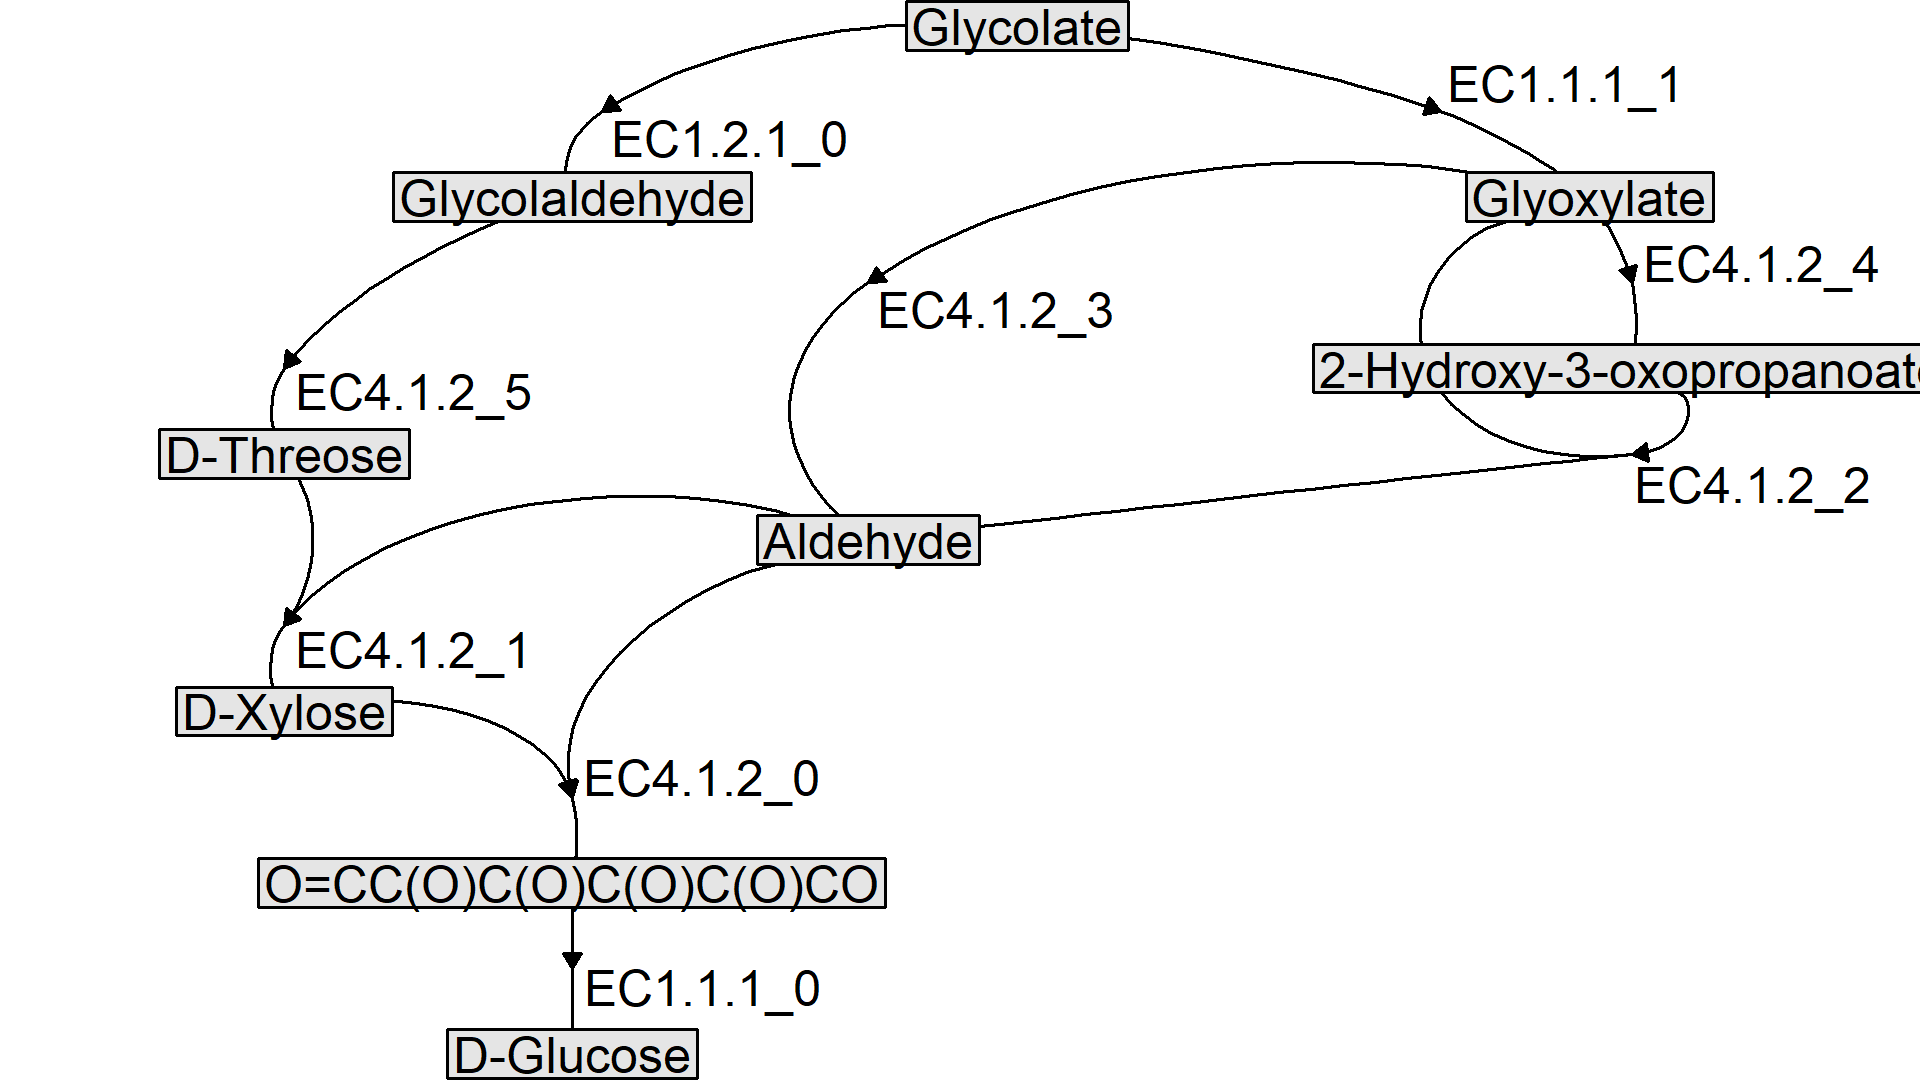 Glycolate
EC1.1.1_1
EC1.2.1_0
Glycolaldehyde
Glyoxylate
EC4.1.2_4
EC4.1.2_3
2-Hydroxy-3-oxopropanoat
EC4.1.2_5
D-Threose
EC4.1.2_2
Aldehyde
EC4.1.2_1
D-Xylose
EC4.1.2_0
O=CC(O)C(O)C(O)C(O)CO
EC1.1.1_0
D-Glucose